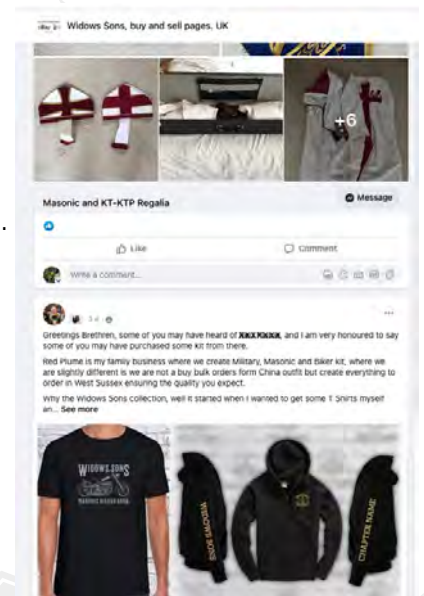 Widows Sons, buy and sell pages, UK
+6
Masonic and KT-KTP Regalia
Message
Like
Comment
Write a comment...
3 d
Greetings Brethren, some of you may have heard of and I am very honoured to say
some of you may have purchased some kit from there.
Red Plume is my family business where we create Military, Masonic and Biker kit, where we
are slightly different is we are not a buy bulk orders form China outfit but create everything to
order in West Sussex ensuring the quality you expect.
Why the Widows Sons collection, well it started when I wanted to get some T Shirts myself
an... See more
WIDOWS SONS
WIDOWS SONS
CHAPTER NAME